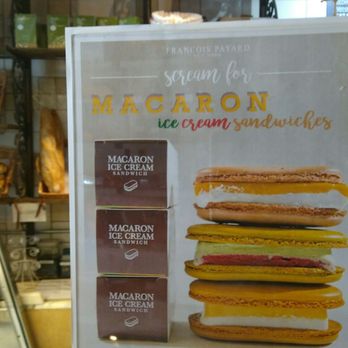 FRANÇOIS PAYARD
scream for
MACARON
ice cream sandwiches
MACARON
ICE CREAM
SANDWICH
MACARON
ICE CREAM
SANDWICH
MACARON
ICE CREAM
SANDWICH